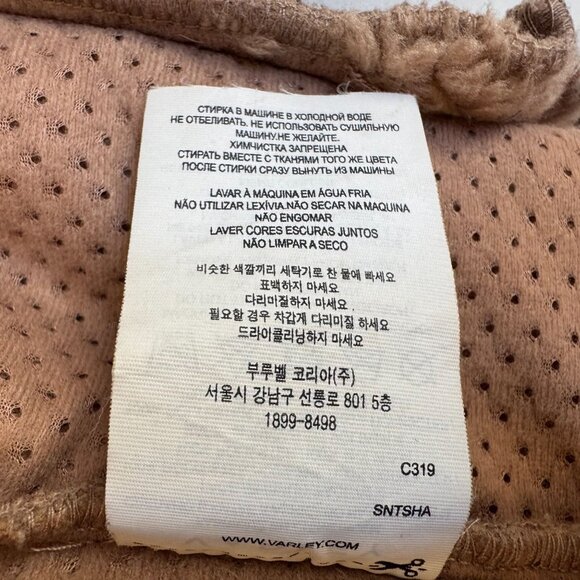 СТИРКА В МАШИНЕ В ХОЛОДНОЙ ВОДЕ
НЕ ОТБЕЛИВАТЬ. НЕ ИСПОЛЬЗОВАТЬ СУШИЛЬНУЮ
МАШИНУ.НЕ ЖЕЛАЙТЕ.
ХИМЧИСТКА ЗАПРЕЩЕНА
СТИРАТЬ ВМЕСТЕ С ТКАНЯМИ ТОГО ЖЕ ЦВЕТА
ПОСЛЕ СТИРКИ СРАЗУ ВЫНУТЬ ИЗ МАШИНЫ
LAVAR À MÁQUINA EM ÁGUA FRIA
NÃO UTILIZAR LEXÍVIA.NÃO SECAR NA MAQUINA
NÃO ENGOMAR
LAVER CORES ESCURAS JUNTOS
NÃO LIMPAR A SECO
비슷한 색깔끼리 세탁기로 찬 물에 빠세요
표백하지 마세요
다리미질하지 마세요 .
필요할 경우 차갑게 다리미질 하세요
드라이클리닝하지 마세요
부루벨 코리아(주)
서울시 강남구 선릉로 801 5층
1899-8498
C319
SNTSHA
WWW.VARLEY.COM